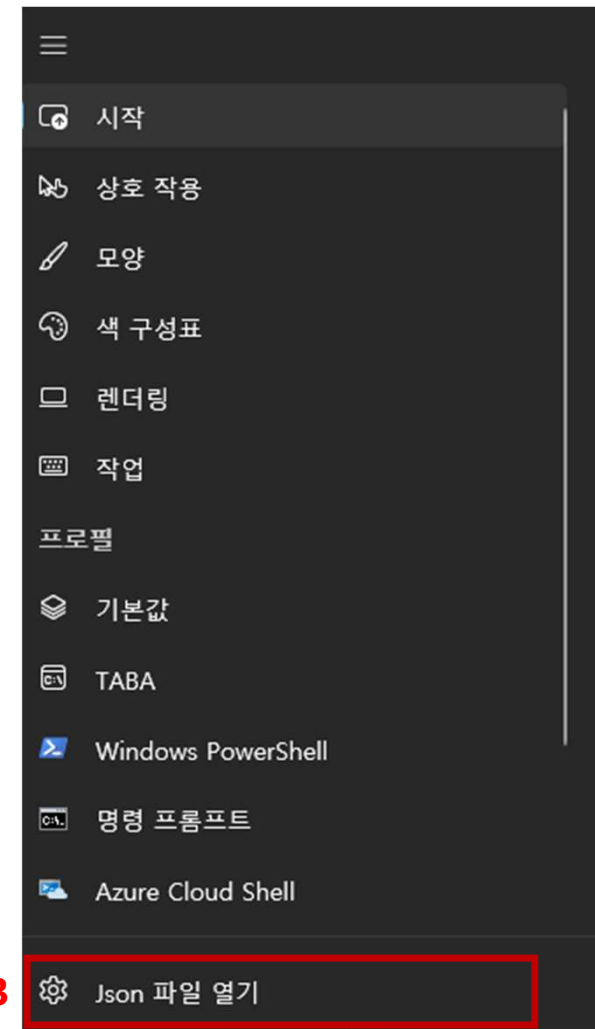 시작
상호 작용
모양
색 구성표
렌더링
작업
프로필
기본값
TABA
Windows PowerShell
명령 프롬프트
Azure Cloud Shell
Json 파일 열기